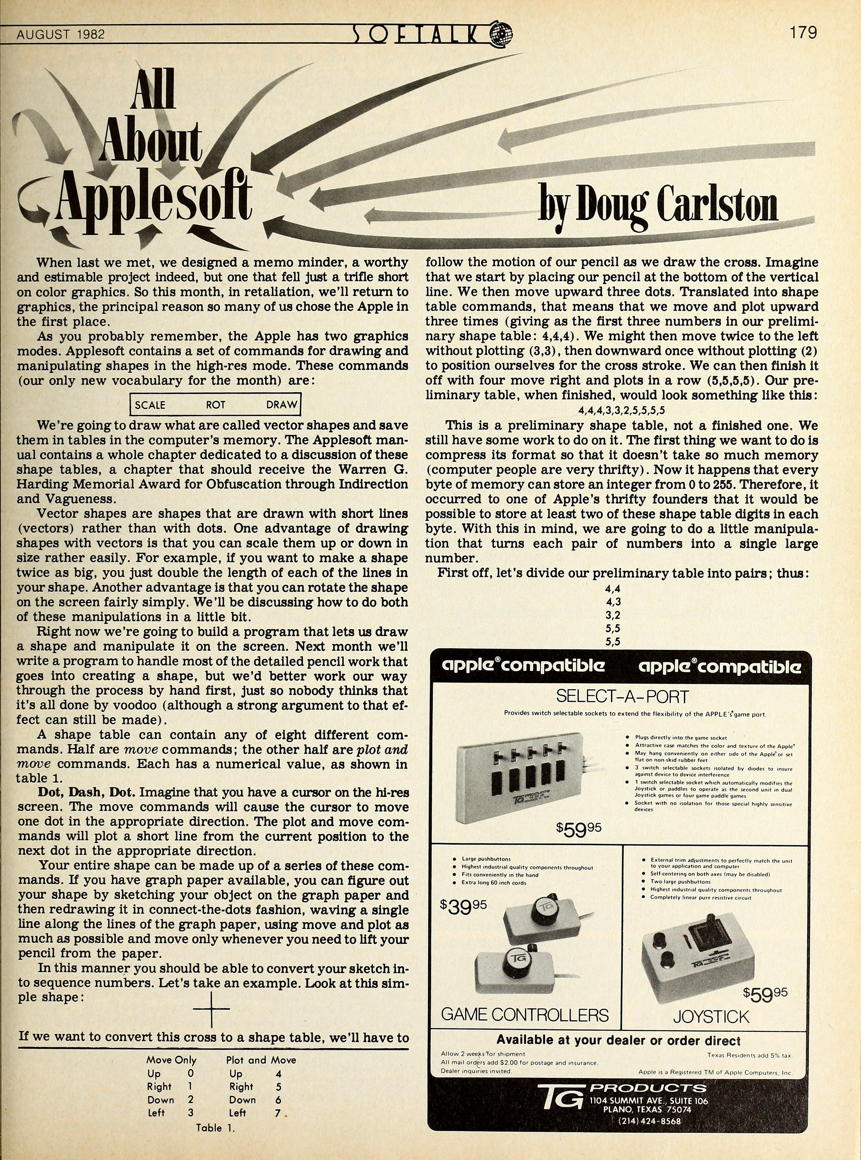 AUGUST 1982
SOFTALK
179
All
About
Applesoft
by Doug Carlston
When last we met, we designed a memo minder, a worthy
and estimable project indeed, but one that fell just a trifle short
on color graphics. So this month, in retaliation, we'll return to
graphics, the principal reason so many of us chose the Apple in
the first place.
As you probably remember, the Apple has two graphics
modes. Applesoft contains a set of commands for drawing and
manipulating shapes in the high-res mode. These commands
(our only new vocabulary for the month) are:
SCALE ROT DRAW
We're going to draw what are called vector shapes and save
them in tables in the computer's memory. The Applesoft man-
ual contains a whole chapter dedicated to a discussion of these
shape tables, a chapter that should receive the Warren G.
Harding Memorial Award for Obfuscation through Indirection
and Vagueness.
Vector shapes are shapes that are drawn with short lines
(vectors) rather than with dots. One advantage of drawing
shapes with vectors is that you can scale them up or down in
size rather easily. For example, if you want to make a shape
twice as big, you just double the length of each of the lines in
your shape. Another advantage is that you can rotate the shape
on the screen fairly simply. We'll be discussing how to do both
of these manipulations in a little bit.
Right now we're going to build a program that lets us draw
a shape and manipulate it on the screen. Next month we'll
write a program to handle most of the detailed pencil work that
goes into creating a shape, but we'd better work our way
through the process by hand first, just so nobody thinks that
it's all done by voodoo (although a strong argument to that ef-
fect can still be made).
A shape table can contain any of eight different com-
mands. Half are move commands; the other half are plot and
move commands. Each has a numerical value, as shown in
table 1.
Dot, Dash, Dot. Imagine that you have a cursor on the hi-res
screen. The move commands will cause the cursor to move
one dot in the appropriate direction. The plot and move com-
mands will plot a short line from the current position to the
next dot in the appropriate direction.
Your entire shape can be made up of a series of these com-
mands. If you have graph paper available, you can figure out
your shape by sketching your object on the graph paper and
then redrawing it in connect-the-dots fashion, waving a single
line along the lines of the graph paper, using move and plot as
much as possible and move only whenever you need to lift your
pencil from the paper.
In this manner you should be able to convert your sketch in-
to sequence numbers. Let's take an example. Look at this sim-
ple shape:
If we want to convert this cross to a shape table, we'll have to
Move Only Plot and Move
Up 0 Up 4
Right 1 Right 5
Down 2 Down 6
Left 3 Left 7
Table 1.
follow the motion of our pencil as we draw the cross. Imagine
that we start by placing our pencil at the bottom of the vertical
line. We then move upward three dots. Translated into shape
table commands, that means that we move and plot upward
three times (giving as the first three numbers in our prelimi-
nary shape table: 4,4,4). We might then move twice to the left
without plotting (3,3), then downward once without plotting (2)
to position ourselves for the cross stroke. We can then finish it
off with four move right and plots in a row (5,5,5,5). Our pre-
liminary table, when finished, would look something like this:
4,4,4,3,3,2,5,5,5,5
This is a preliminary shape table, not a finished one. We
still have some work to do on it. The first thing we want to do is
compress its format so that it doesn't take so much memory
(computer people are very thrifty). Now it happens that every
byte of memory can store an integer from 0 to 255. Therefore, it
occurred to one of Apple's thrifty founders that it would be
possible to store at least two of these shape table digits in each
byte. With this in mind, we are going to do a little manipula-
tion that turns each pair of numbers into a single large
number.
First off, let's divide our preliminary table into pairs; thus:
4,4
4,3
3,2
5,5
5,5
apple® compatible apple® compatible
SELECT-A-PORT
Provides switch selectable sockets to extend the flexibility of the APPLE's® game port.
• Plugs directly into the game socket
• Attractive case matches the color and texture of the Apple®
• May hang conveniently on either side of the Apple® or set
flat on non-skid rubber feet
• 3 switch selectable sockets isolated by diodes to insure
against device to device interference
• 1 switch selectable socket which automatically modifies the
Joystick or paddles to operate as the second unit in dual
Joystick games or four game paddle games
• Socket with no isolation for those special highly sensitive
devices
$59.95
• Large pushbuttons
• Highest industrial quality components throughout
• Fits conveniently in the hand
• Extra long 60 inch cords
$39.95
TG
TG
GAME CONTROLLERS
• External trim adjustments to perfectly match the unit
to your application and computer
• Self-centering on both axes (may be disabled)
• Two large pushbuttons
• Highest industrial quality components throughout
• Completely linear pure resistive circuit
$59.95
JOYSTICK
Available at your dealer or order direct
Allow 2 weeks for shipment
All mail orders add $2.00 for postage and insurance.
Dealer inquiries invited.
Texas Residents add 5% tax
Apple is a Registered TM of Apple Computers, Inc.
TG PRODUCTS
1104 SUMMIT AVE., SUITE 106
PLANO, TEXAS 75074
(214) 424-8568